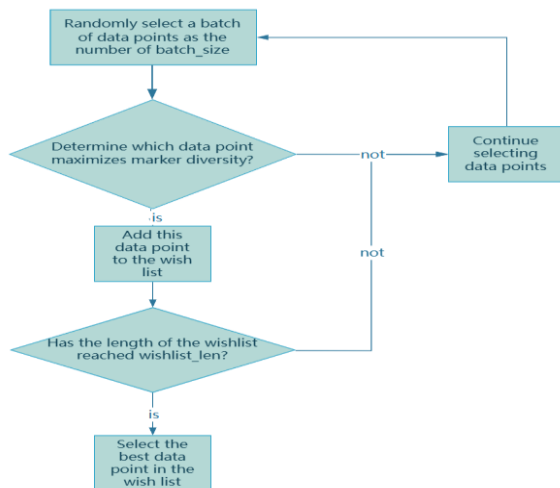 Randomly select a batch
of data points as the
number of batch_size
Determine which data point
maximizes marker diversity?
not
Continue
selecting
data points
is
Add this
data point
to the wish
list
not
Has the length of the wishlist
reached wishlist_len?
is
Select the
best data
point in the
wish list